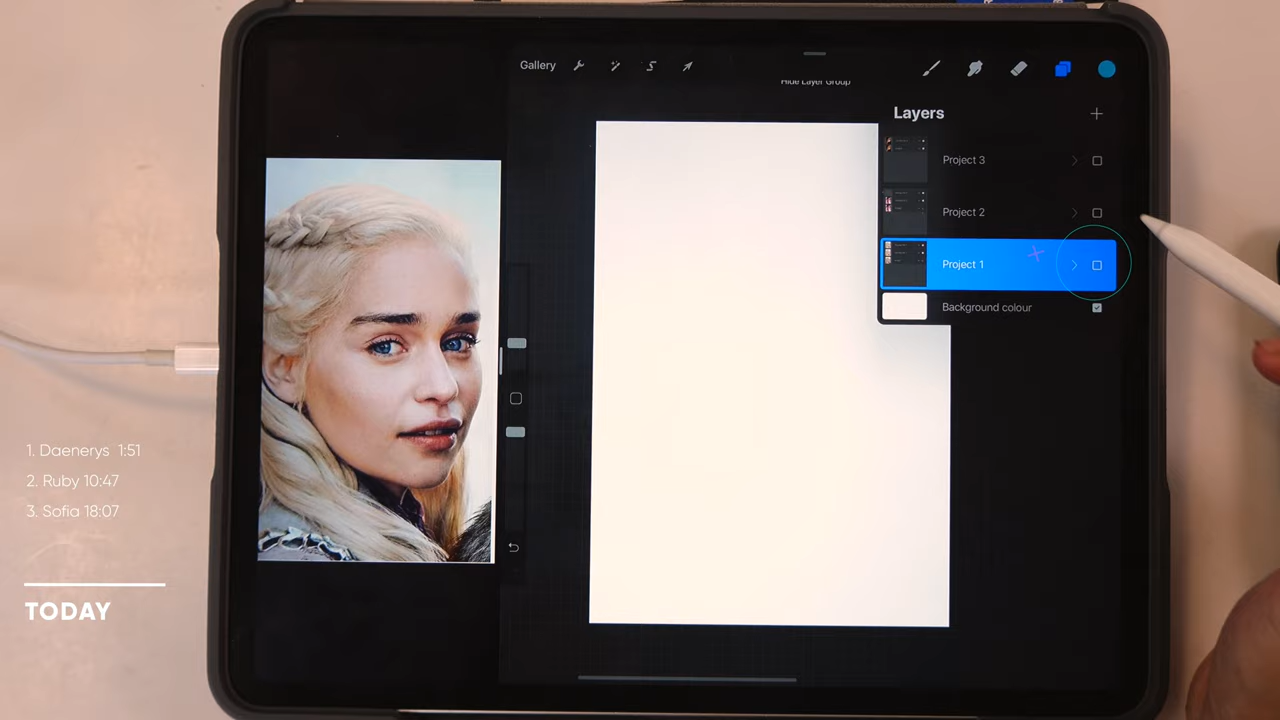 Gallery
Hide Layer Group
Layers
Project 3
Project 2
Project 1
Background colour
1. Daenerys 1:51
2. Ruby 10:47
3. Sofia 18:07
TODAY